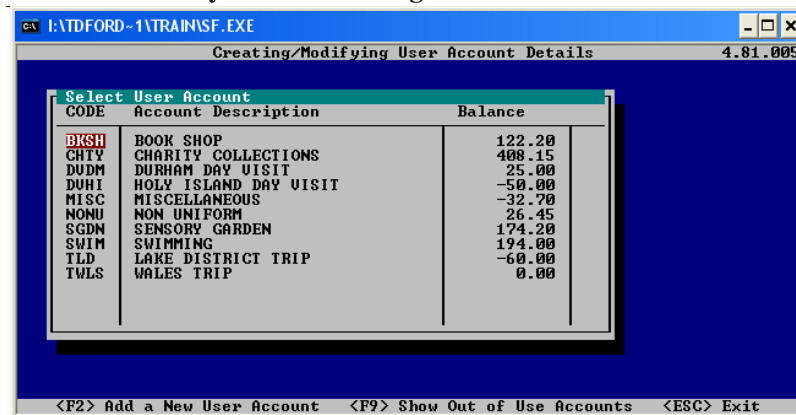 I:\TDFORD~1\TRAIN\SF.EXE
Creating/Modifying User Account Details 4.81.005
Select User Account
CODE Account Description Balance
BKSH BOOK SHOP 122.20
CHTY CHARITY COLLECTIONS 408.15
DVDM DURHAM DAY VISIT 25.00
DVHI HOLY ISLAND DAY VISIT -50.00
MISC MISCELLANEOUS -32.70
NONU NON UNIFORM 26.45
SGDN SENSORY GARDEN 174.20
SWIM SWIMMING 194.00
TLD LAKE DISTRICT TRIP -60.00
TWLS WALES TRIP 0.00
<F2> Add a New User Account <F9> Show Out of Use Accounts <ESC> Exit